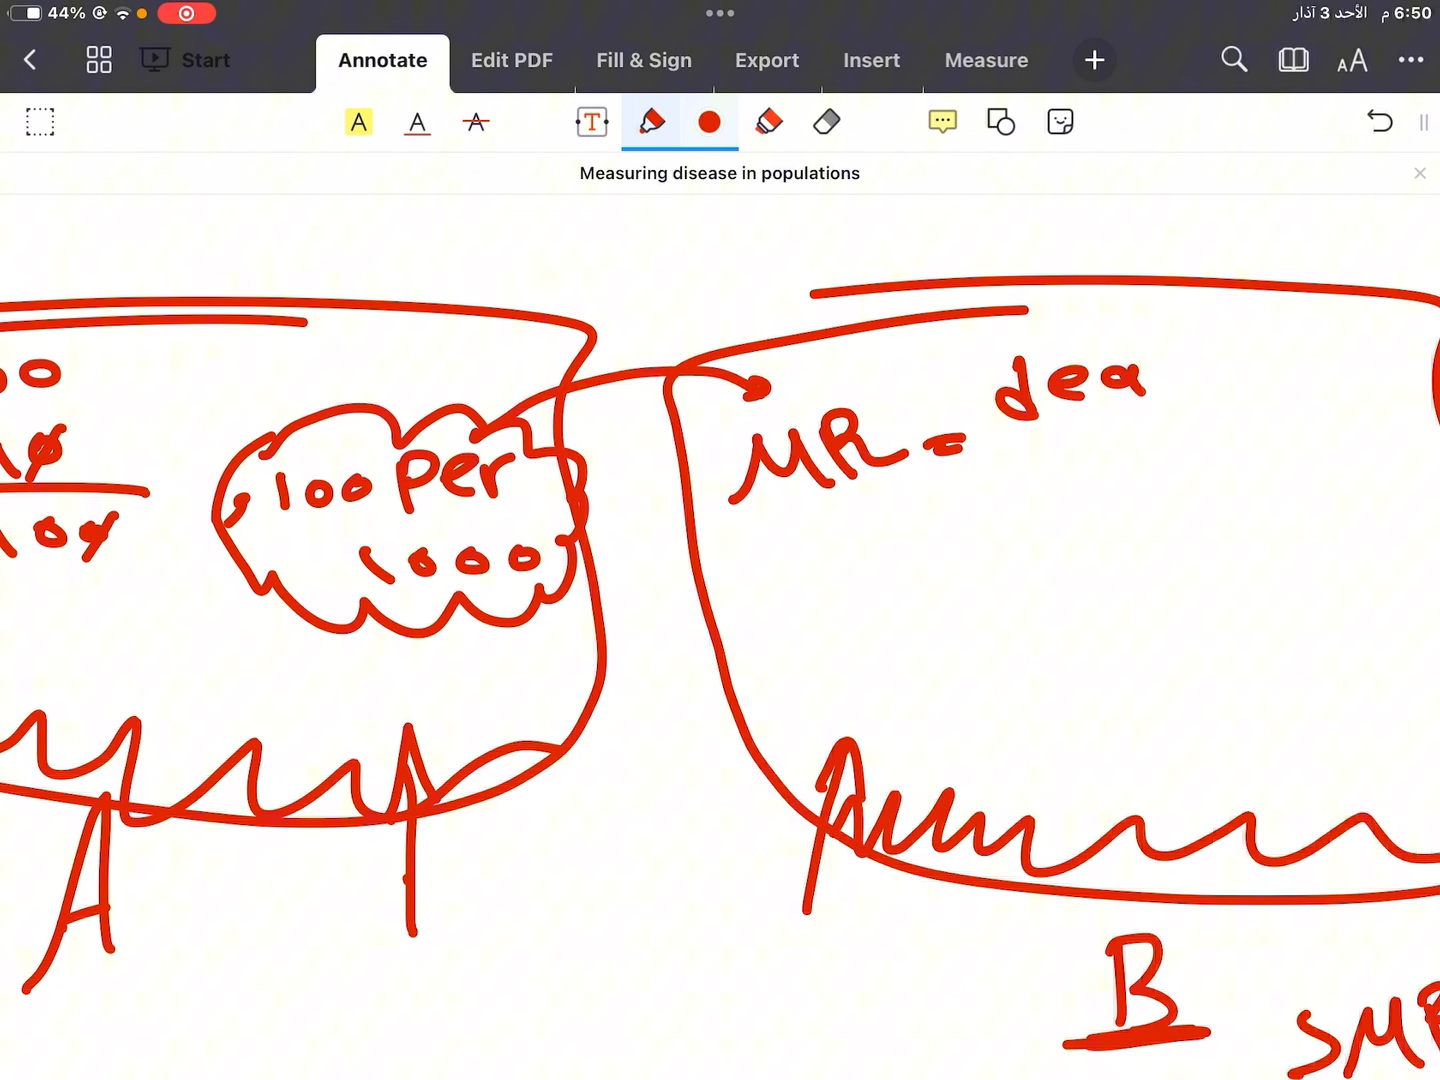 44%
6:50 م الأحد 3 آذار
Start
Annotate
Edit PDF
Fill & Sign
Export
Insert
Measure
Measuring disease in populations
100 per
1000
MR = dea
A
B
SMR